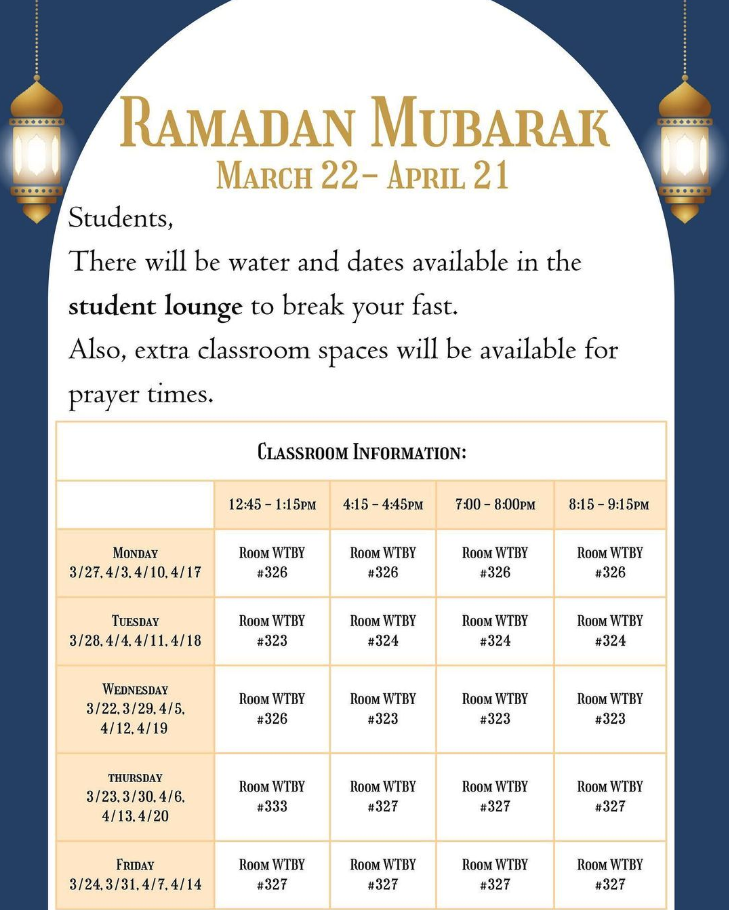 Ramadan Mubarak
March 22- April 21
Students,
There will be water and dates available in the
student lounge to break your fast.
Also, extra classroom spaces will be available for
prayer times.
Classroom Information:
12:45 - 1:15pm 4:15 - 4:45pm 7:00 - 8:00pm 8:15 - 9:15pm
Monday
3/27, 4/3, 4/10, 4/17
Room WTBY
#326
Room WTBY
#326
Room WTBY
#326
Room WTBY
#326
Tuesday
3/28, 4/4, 4/11, 4/18
Room WTBY
#323
Room WTBY
#324
Room WTBY
#324
Room WTBY
#324
Wednesday
3/22, 3/29, 4/5,
4/12, 4/19
Room WTBY
#326
Room WTBY
#323
Room WTBY
#323
Room WTBY
#323
Thursday
3/23, 3/30, 4/6,
4/13, 4/20
Room WTBY
#333
Room WTBY
#327
Room WTBY
#327
Room WTBY
#327
Friday
3/24, 3/31, 4/7, 4/14
Room WTBY
#327
Room WTBY
#327
Room WTBY
#327
Room WTBY
#327